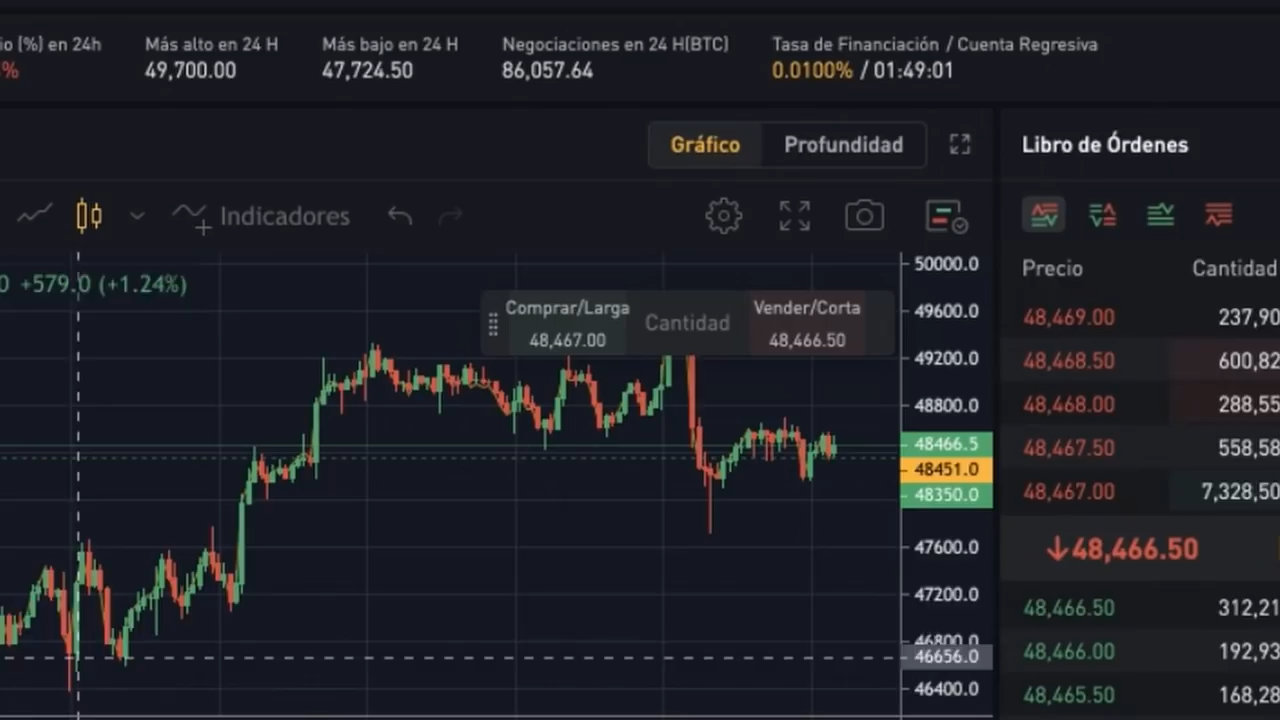 io (%) en 24h
%
Más alto en 24 H
49,700.00
Más bajo en 24 H
47,724.50
Negociaciones en 24 H(BTC)
86,057.64
Tasa de Financiación / Cuenta Regresiva
0.0100% / 01:49:01
Gráfico
Profundidad
Indicadores
0 +579.0 (+1.24%)
Comprar/Larga
48,467.00
Cantidad
Vender/Corta
48,466.50
50000.0
49600.0
49200.0
48800.0
48466.5
48451.0
48350.0
47600.0
47200.0
46800.0
46656.0
46400.0
Libro de Órdenes
Precio Cantidad
48,469.00 237,90
48,468.50 600,82
48,468.00 288,55
48,467.50 558,58
48,467.00 7,328,50
↓48,466.50
48,466.50 312,21
48,466.00 192,93
48,465.50 168,28